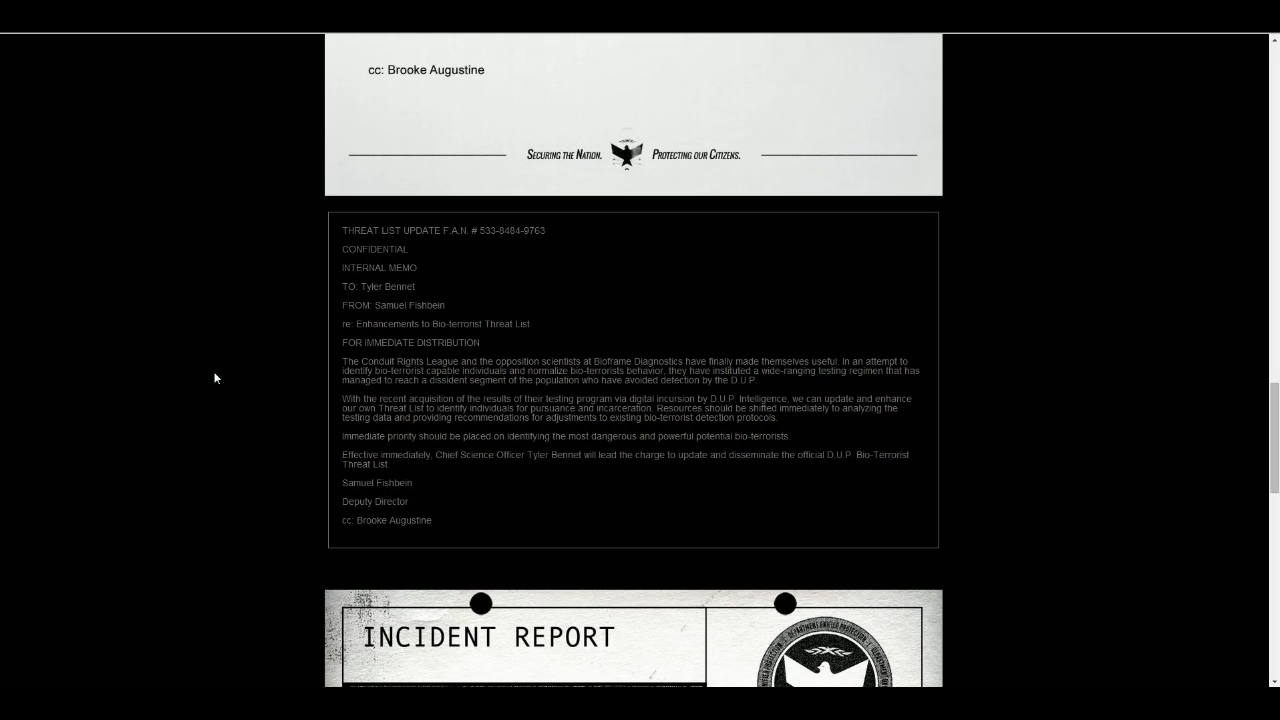 cc: Brooke Augustine
SECURING THE NATION. PROTECTING OUR CITIZENS.
THREAT LIST UPDATE F.A.N. # 533-8484-9763
CONFIDENTIAL
INTERNAL MEMO
TO: Tyler Bennet
FROM: Samuel Fishbein
re: Enhancements to Bio-terrorist Threat List
FOR IMMEDIATE DISTRIBUTION
The Conduit Rights League and the opposition scientists at Bioframe Diagnostics have finally made themselves useful. In an attempt to
identify bio-terrorist capable individuals and normalize bio-terrorists behavior, they have instituted a wide-ranging testing regimen that has
managed to reach a dissident segment of the population who have avoided detection by the D.U.P.
With the recent acquisition of the results of their testing program via digital incursion by D.U.P. Intelligence, we can update and enhance
our own Threat List to identify individuals for pursuance and incarceration. Resources should be shifted immediately to analyzing the
testing data and providing recommendations for adjustments to existing bio-terrorist detection protocols.
Immediate priority should be placed on identifying the most dangerous and powerful potential bio-terrorists.
Effective immediately, Chief Science Officer Tyler Bennet will lead the charge to update and disseminate the official D.U.P. Bio-Terrorist
Threat List.
Samuel Fishbein
Deputy Director
cc: Brooke Augustine
INCIDENT REPORT